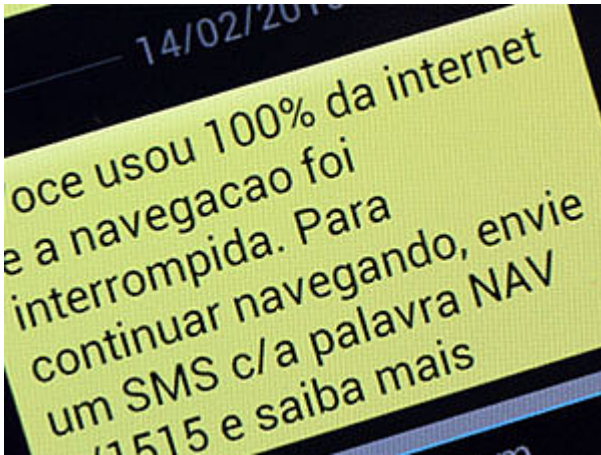 14/02/201
oce usou 100% da internet
e a navegacao foi
interrompida. Para
continuar navegando, envie
um SMS c/a palavra NAV
/1515 e saiba mais